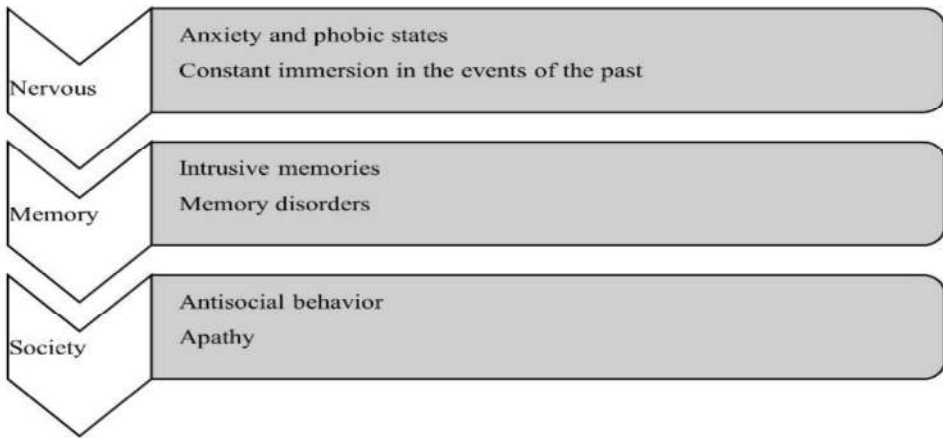 Nervous
Anxiety and phobic states
Constant immersion in the events of the past
Memory
Intrusive memories
Memory disorders
Society
Antisocial behavior
Apathy